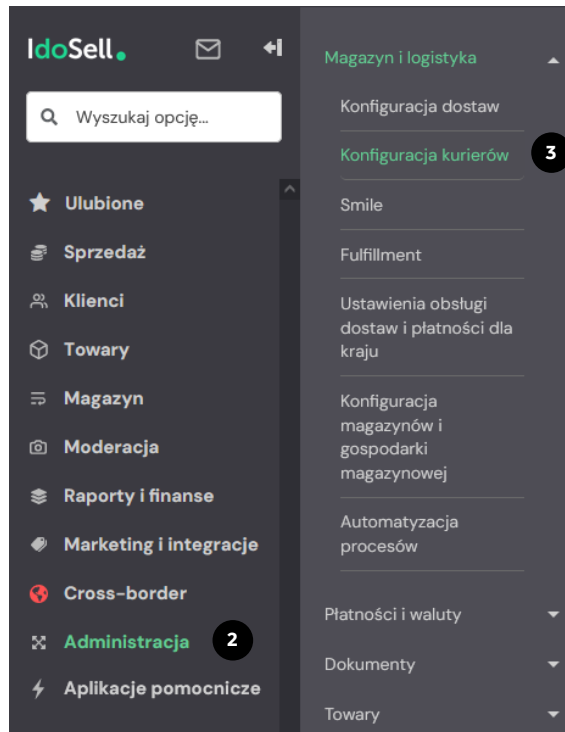 IdoSell.
Wyszukaj opcję...
Ulubione
Sprzedaż
Klienci
Towary
Magazyn
Moderacja
Raporty i finanse
Marketing i integracje
Cross-border
Administracja 2
Aplikacje pomocnicze
Magazyn i logistyka
Konfiguracja dostaw
Konfiguracja kurierów 3
Smile
Fulfillment
Ustawienia obsługi
dostaw i płatności dla
kraju
Konfiguracja
magazynów i
gospodarki
magazynowej
Automatyzacja
procesów
Płatności i waluty
Dokumenty
Towary